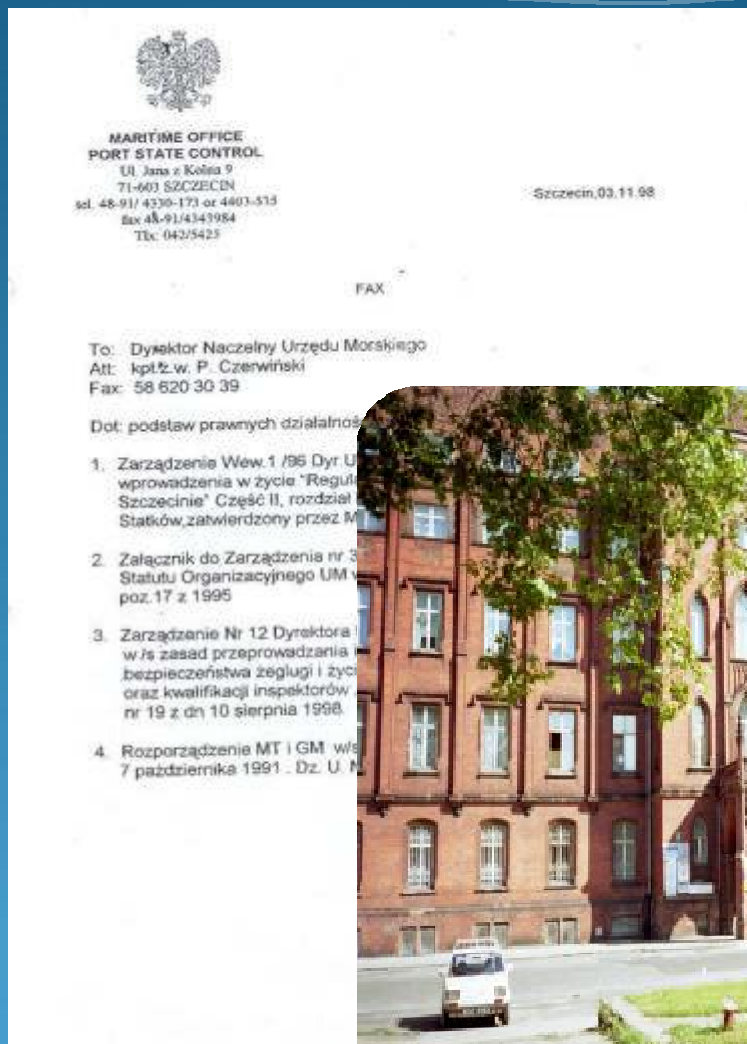 MARITIME OFFICE
PORT STATE CONTROL
Ul. Jana z Kolna 9
71-603 SZCZECIN
tel. 48-91/ 4330-173 or 4403-535
fax 48-91/4343984
Tlx: 042/5425
Szczecin,03.11.98
FAX
To: Dyrektor Naczelny Urzędu Morskiego
Att: kpt.ż.w. P. Czerwiński
Fax: 58 620 30 39
Dot: podstaw prawnych działalnoś
1. Zarządzenie Wew.1 /96 Dyr.U
wprowadzenia w życie "Regul
Szczecinie" Część II, rozdział
Statków,zatwierdzony przez M
2. Załącznik do Zarządzenia nr 3
Statutu Organizacyjnego UM
poz.17 z 1995
3. Zarządzenie Nr 12 Dyrektora
w/s zasad przeprowadzania
bezpieczeństwa żeglugi i życi
oraz kwalifikacji inspektorów
nr 19 z dn 10 sierpnia 1998
4. Rozporządzenie MT i GM w/s
7 października 1991 . Dz. U. N